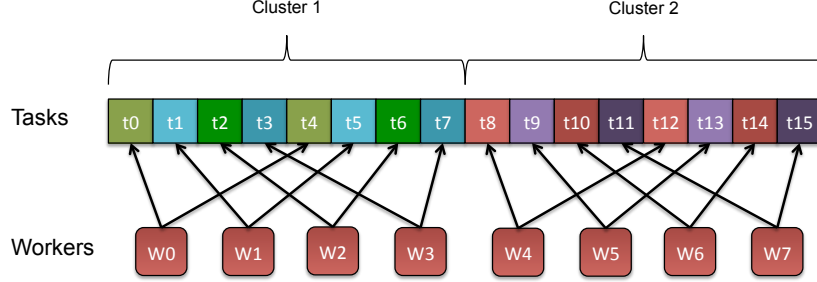 Cluster 1 Cluster 2
Tasks t0 t1 t2 t3 t4 t5 t6 t7 t8 t9 t10 t11 t12 t13 t14 t15
Workers W0 W1 W2 W3 W4 W5 W6 W7